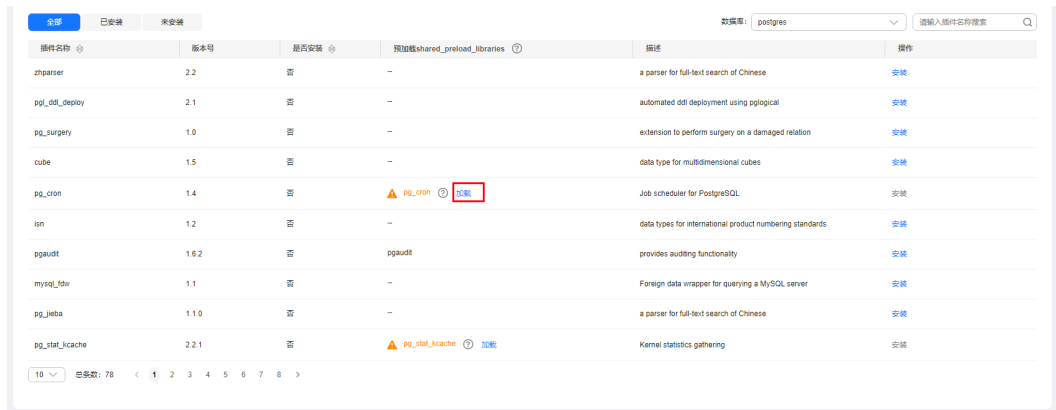 全部 已安装 未安装 数据库: postgres 请输入插件名称搜索
插件名称 版本号 是否安装 预加载shared_preload_libraries ? 描述 操作
zhparser 2.2 否 -- a parser for full-text search of Chinese 安装
pgl_ddl_deploy 2.1 否 -- automated ddl deployment using pglogical 安装
pg_surgery 1.0 否 -- extension to perform surgery on a damaged relation 安装
cube 1.5 否 -- data type for multidimensional cubes 安装
pg_cron 1.4 否 pg_cron ? 加载 Job scheduler for PostgreSQL 安装
isn 1.2 否 -- data types for international product numbering standards 安装
pgaudit 1.6.2 否 pgaudit provides auditing functionality 安装
mysql_fdw 1.1 否 -- Foreign data wrapper for querying a MySQL server 安装
pg_jieba 1.1.0 否 -- a parser for full-text search of Chinese 安装
pg_stat_kcache 2.2.1 否 pg_stat_kcache ? 加载 Kernel statistics gathering 安装
10 总条数: 78 < 1 2 3 4 5 6 7 8 >